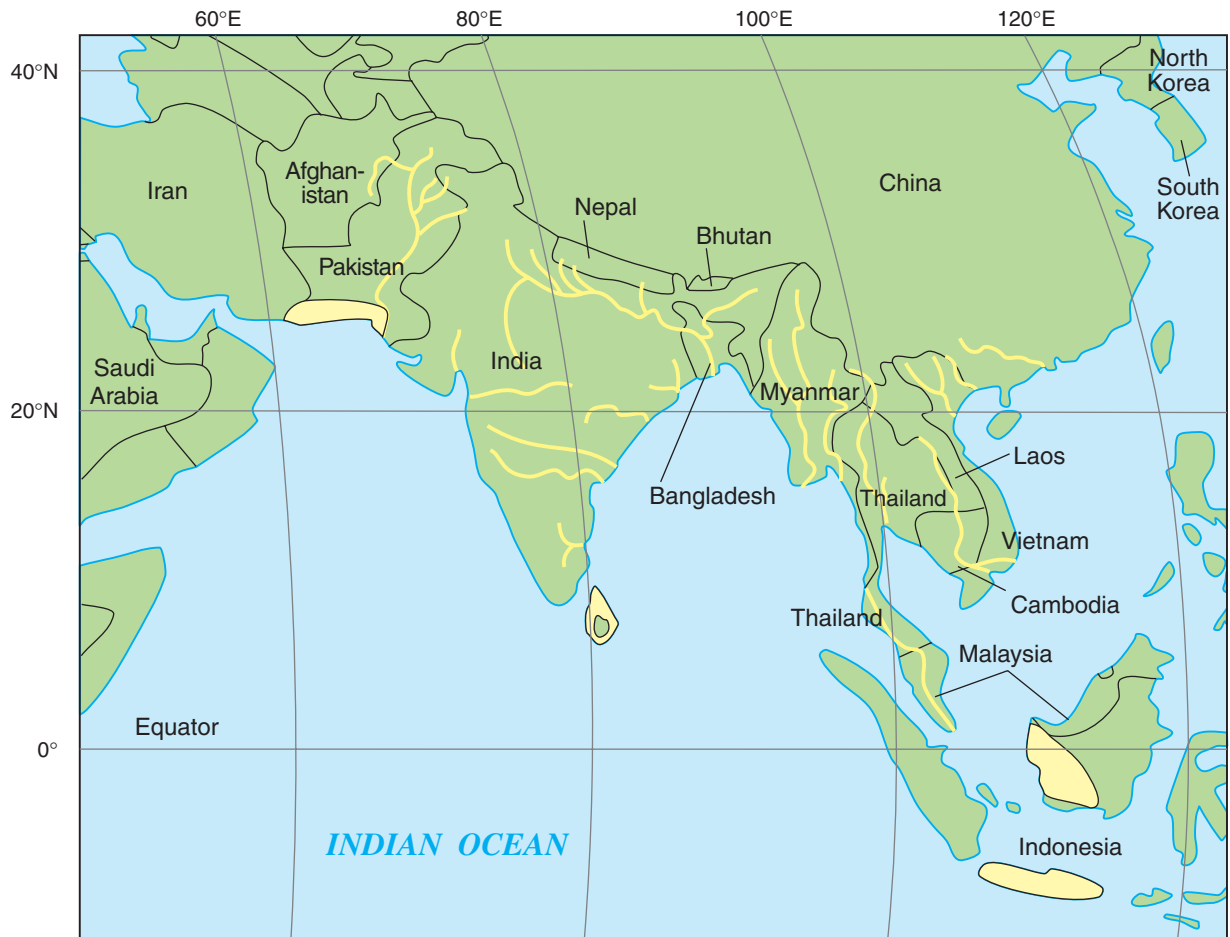 60°E
80°E
100°E
120°E
40°N
North
Korea
Iran
Afghan-
istan
China
South
Korea
Nepal
Bhutan
Pakistan
India
Saudi
Arabia
Myanmar
20°N
Laos
Bangladesh
Thailand
Vietnam
Cambodia
Thailand
Malaysia
Equator
0°
INDIAN OCEAN
Indonesia